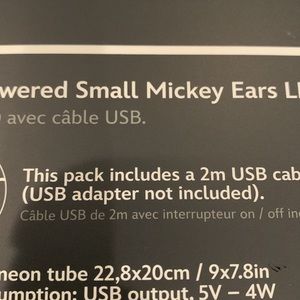 wered Small Mickey Ears L
avec câble USB.
This pack includes a 2m USB cab
(USB adapter not included).
Câble USB de 2m avec interrupteur on / off in
neon tube 22,8x20cm / 9x7.8in
umption: USB output, 5V – 4W